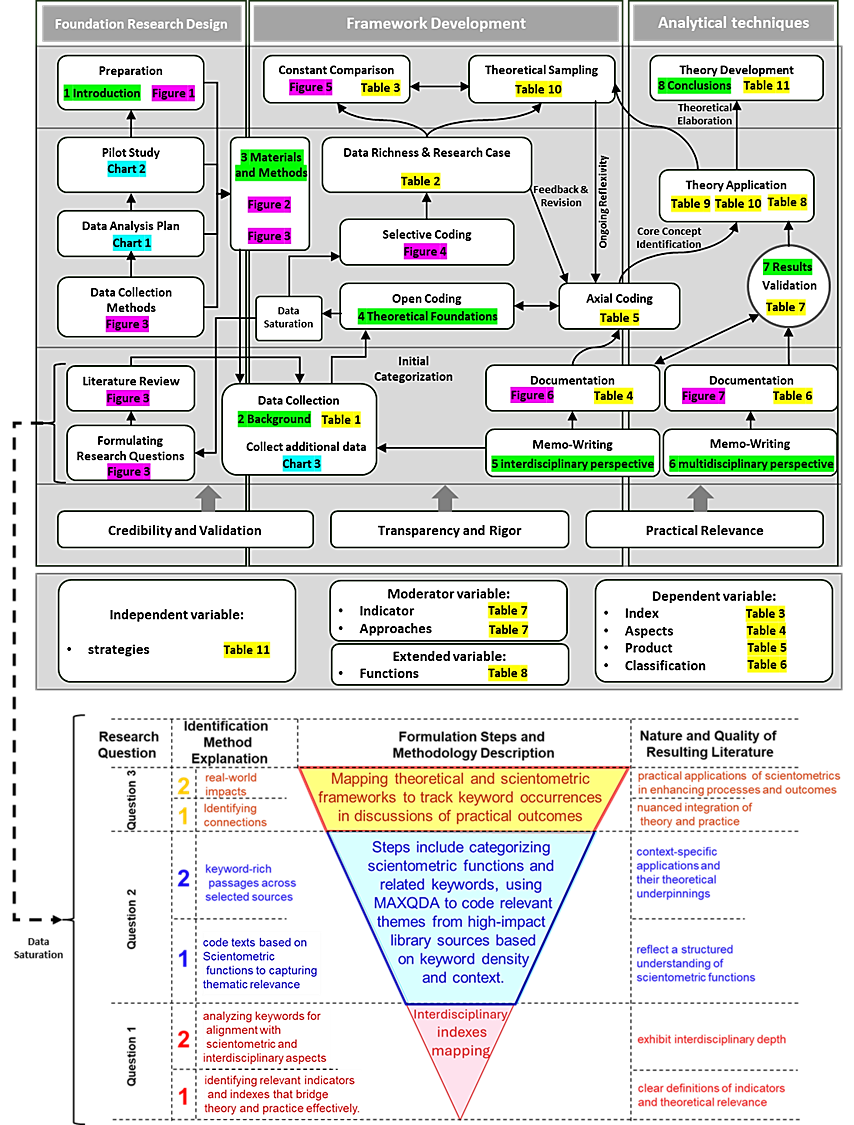 Foundation Research Design
Framework Development
Analytical techniques
Preparation
1 Introduction Figure 1
Constant Comparison
Figure 5 Table 3
Theoretical Sampling
Table 10
Theory Development
8 Conclusions Table 11
Theoretical
Elaboration
Pilot Study
Chart 2
3 Materials
and Methods
Figure 2
Figure 3
Data Richness & Research Case
Table 2
Feedback &
Revision
Ongoing Reflexivity
Theory Application
Table 9 Table 10 Table 8
Core Concept
Identification
Data Analysis Plan
Chart 1
Selective Coding
Figure 4
Data Collection
Methods
Figure 3
Data
Saturation
Open Coding
4 Theoretical Foundations
Axial Coding
Table 5
7 Results
Validation
Table 7
Initial
Categorization
Literature Review
Figure 3
Formulating
Research Questions
Figure 3
Data Collection
2 Background Table 1
Collect additional data
Chart 3
Documentation
Figure 6 Table 4
Documentation
Figure 7 Table 6
Memo-Writing
5 interdisciplinary perspective
Memo-Writing
6 multidisciplinary perspective
Credibility and Validation
Transparency and Rigor
Practical Relevance
Independent variable:
• strategies Table 11
Moderator variable:
• Indicator Table 7
• Approaches Table 7
Extended variable:
• Functions Table 8
Dependent variable:
• Index Table 3
• Aspects Table 4
• Product Table 5
• Classification Table 6
Data
Saturation
Research
Question
Identification
Method
Explanation
Formulation Steps and
Methodology Description
Nature and Quality of
Resulting Literature
Question 3
2
real-world
impacts
1
Identifying
connections
Mapping theoretical and scientometric
frameworks to track keyword occurrences
in discussions of practical outcomes
practical applications of scientometrics
in enhancing processes and outcomes
nuanced integration of
theory and practice
Question 2
2
keyword-rich
passages across
selected sources
1
code texts based on
Scientometric
functions to capturing
thematic relevance
Steps include categorizing
scientometric functions and
related keywords, using
MAXQDA to code relevant
themes from high-impact
library sources based
on keyword density
and context.
context-specific
applications and
their theoretical
underpinnings
reflect a structured
understanding of
scientometric functions
Question 1
2
analyzing keywords for
alignment with
scientometric and
interdisciplinary aspects
1
identifying relevant indicators
and indexes that bridge
theory and practice effectively.
Interdisciplinary
indexes
mapping
exhibit interdisciplinary depth
clear definitions of indicators
and theoretical relevance